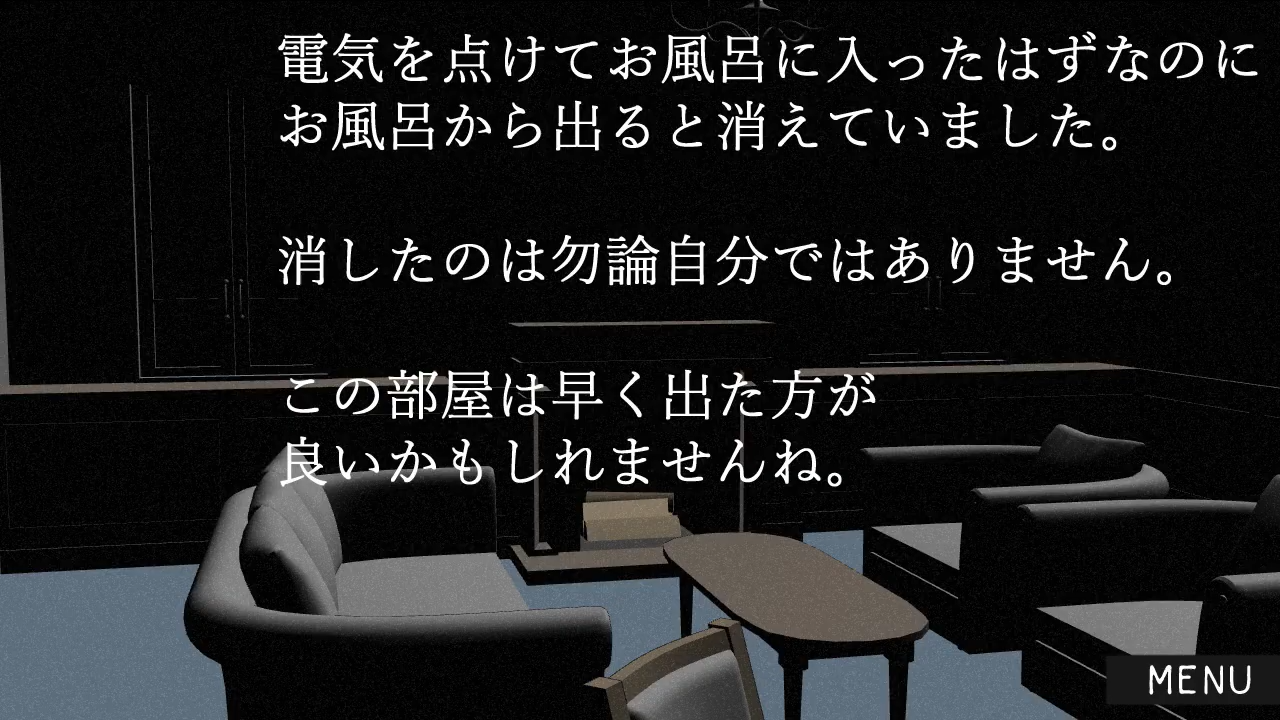 電気を点けてお風呂に入ったはずなのに
お風呂から出ると消えていました。
消したのは勿論自分ではありません。
この部屋は早く出た方が
良いかもしれませんね。
MENU